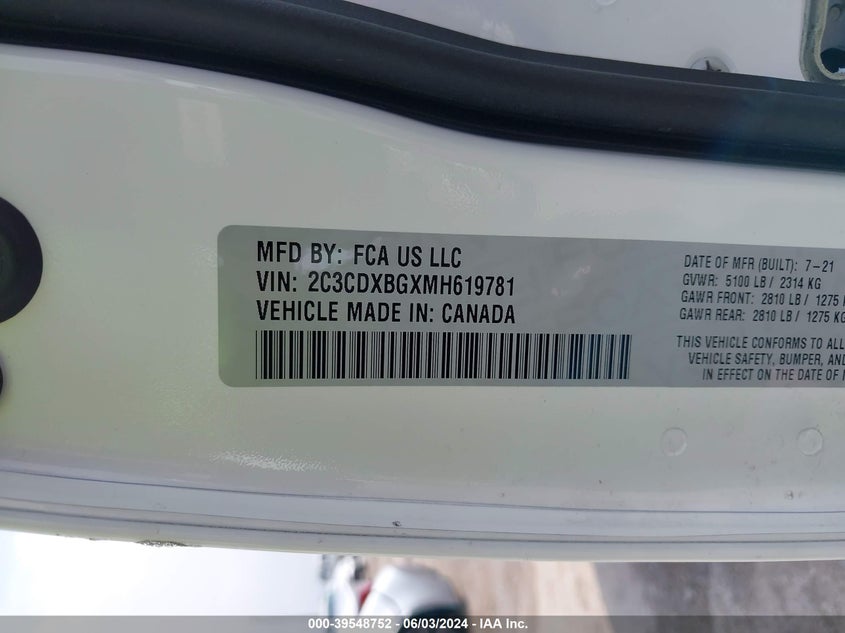 MFD BY: FCA US LLC
VIN: 2C3CDXBGXMH619781
VEHICLE MADE IN: CANADA
DATE OF MFR (BUILT): 7-21
GVWR: 5100 LB / 2314 KG
GAWR FRONT: 2810 LB / 1275 K
GAWR REAR: 2810 LB / 1275 KG
THIS VEHICLE CONFORMS TO ALL
VEHICLE SAFETY, BUMPER, AND
IN EFFECT ON THE DATE OF
000-39548752 - 06/03/2024 - IAA Inc.